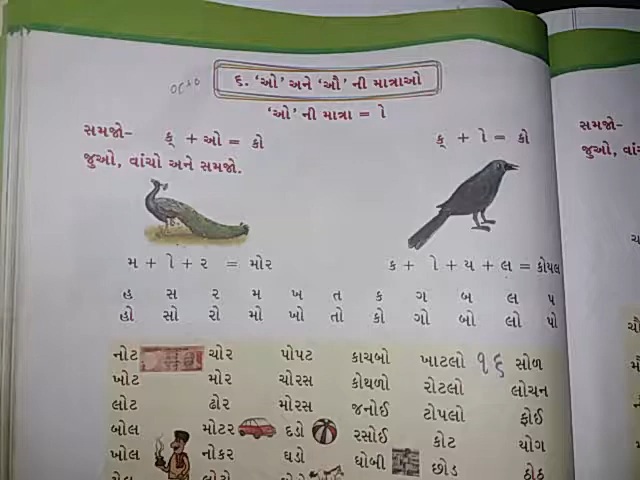 ૬. 'ઓ' અને 'ઔ' ની માત્રાઓ
'ઓ' ની માત્રા = ો
સમજો- ક્ + ઓ = કો ક્ + ો = કો
જુઓ, વાંચો અને સમજો.
મ + ો + ર = મોર ક + ો + ય + લ = કોયલ
હ સ ર મ ખ ત ક ગ બ લ પ
હો સો રો મો ખો તો કો ગો બો લો પો
નોટ ચોર પોપટ કાચબો ખાટલો ૧૬ સોળ
ખોટ મોર ચોરસ કોથળો રોટલો લોચન
લોટ ઢોર મોરસ જનોઈ ટોપલો ફોઈ
બોલ મોટર દડો રસોઈ કોટ યોગ
ખોલ નોકર ઘડો ધોબી છોડ હોઠ
સમજો-
જુઓ, વાં